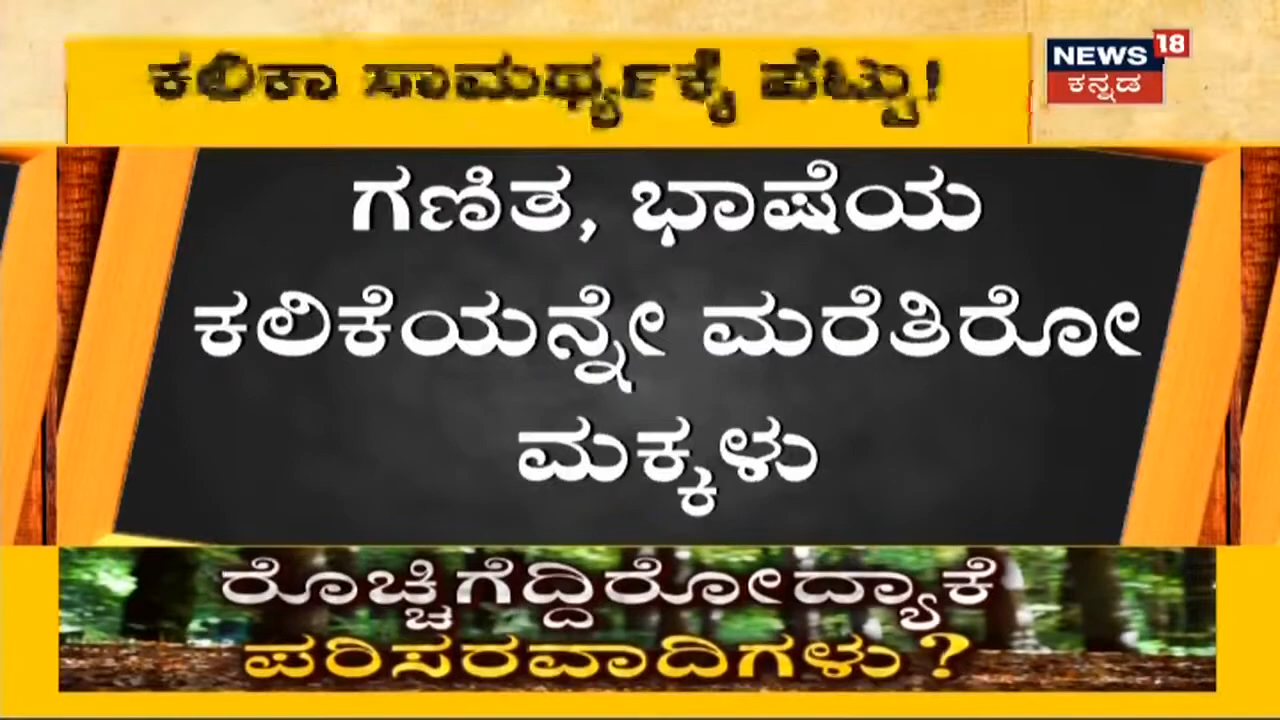 ಕಲಿಕಾ ಸಾಮರ್ಥ್ಯಕ್ಕೆ ಪೆಟ್ಟು!
NEWS 18
ಕನ್ನಡ
ಗಣಿತ, ಭಾಷೆಯ
ಕಲಿಕೆಯನ್ನೇ ಮರೆತಿರೋ
ಮಕ್ಕಳು
ರೊಚ್ಚಿಗೆದ್ದಿರೋದ್ಯಾಕೆ
ಪರಿಸರವಾದಿಗಳು?